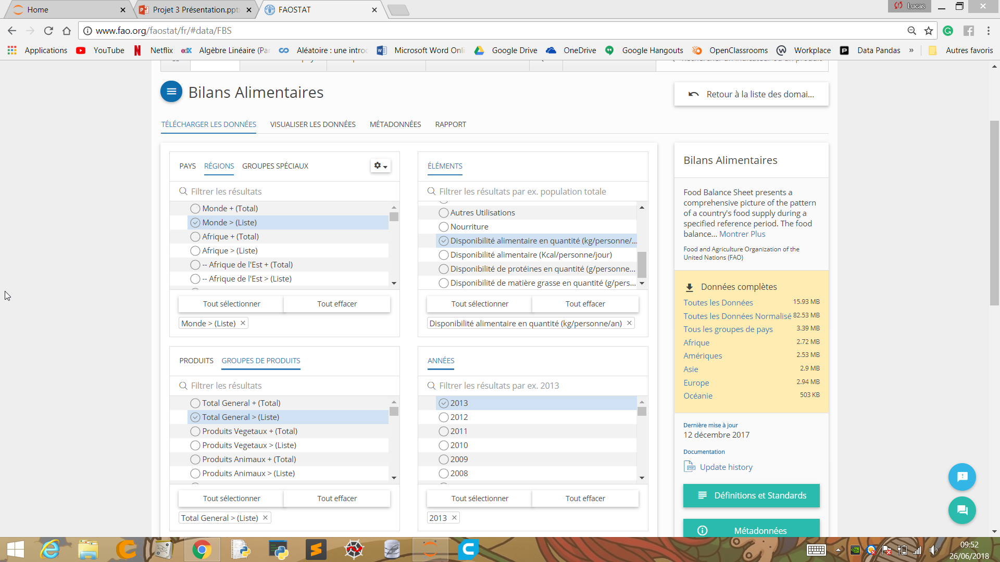 Home
Projet 3 Présentation.ppt
FAOSTAT
Lucas
www.fao.org/faostat/fr/#data/FBS
Applications
YouTube
Netflix
Algèbre Linéaire (Par
Aléatoire : une introd
Microsoft Word Onli
Google Drive
OneDrive
Google Hangouts
OpenClassrooms
Workplace
Data Pandas
»
Autres favoris
Rechercher un indicateur ou un produit
Bilans Alimentaires
Retour à la liste des domai...
TÉLÉCHARGER LES DONNÉES
VISUALISER LES DONNÉES
MÉTADONNÉES
RAPPORT
PAYS
RÉGIONS
GROUPES SPÉCIAUX
Filtrer les résultats
Monde + (Total)
Monde > (Liste)
Afrique + (Total)
Afrique > (Liste)
-- Afrique de l'Est + (Total)
-- Afrique de l'Est > (Liste)
Tout sélectionner
Tout effacer
Monde > (Liste) ×
ÉLÉMENTS
Filtrer les résultats par ex. population totale
Autres Utilisations
Nourriture
Disponibilité alimentaire en quantité (kg/personne/...
Disponibilité alimentaire (Kcal/personne/jour)
Disponibilité de protéines en quantité (g/personne...
Disponibilité de matière grasse en quantité (g/pers...
Tout sélectionner
Tout effacer
Disponibilité alimentaire en quantité (kg/personne/an) ×
PRODUITS
GROUPES DE PRODUITS
Filtrer les résultats
Total General + (Total)
Total General > (Liste)
Produits Vegetaux + (Total)
Produits Vegetaux > (Liste)
Produits Animaux + (Total)
Produits Animaux > (Liste)
Tout sélectionner
Tout effacer
Total General > (Liste) ×
ANNÉES
Filtrer les résultats par ex. 2013
2013
2012
2011
2010
2009
2008
Tout sélectionner
Tout effacer
2013 ×
Bilans Alimentaires
Food Balance Sheet presents a
comprehensive picture of the pattern
of a country's food supply during a
specified reference period. The food
balance... Montrer Plus
Food and Agriculture Organization of the
United Nations (FAO)
Données complètes
Toutes les Données 15.93 MB
Toutes les Données Normalisé 82.53 MB
Tous les groupes de pays 3.39 MB
Afrique 2.72 MB
Amériques 2.53 MB
Asie 2.9 MB
Europe 2.94 MB
Océanie 503 KB
Dernière mise à jour
12 décembre 2017
Documentation
Update history
Définitions et Standards
Métadonnées
09:52
26/06/2018